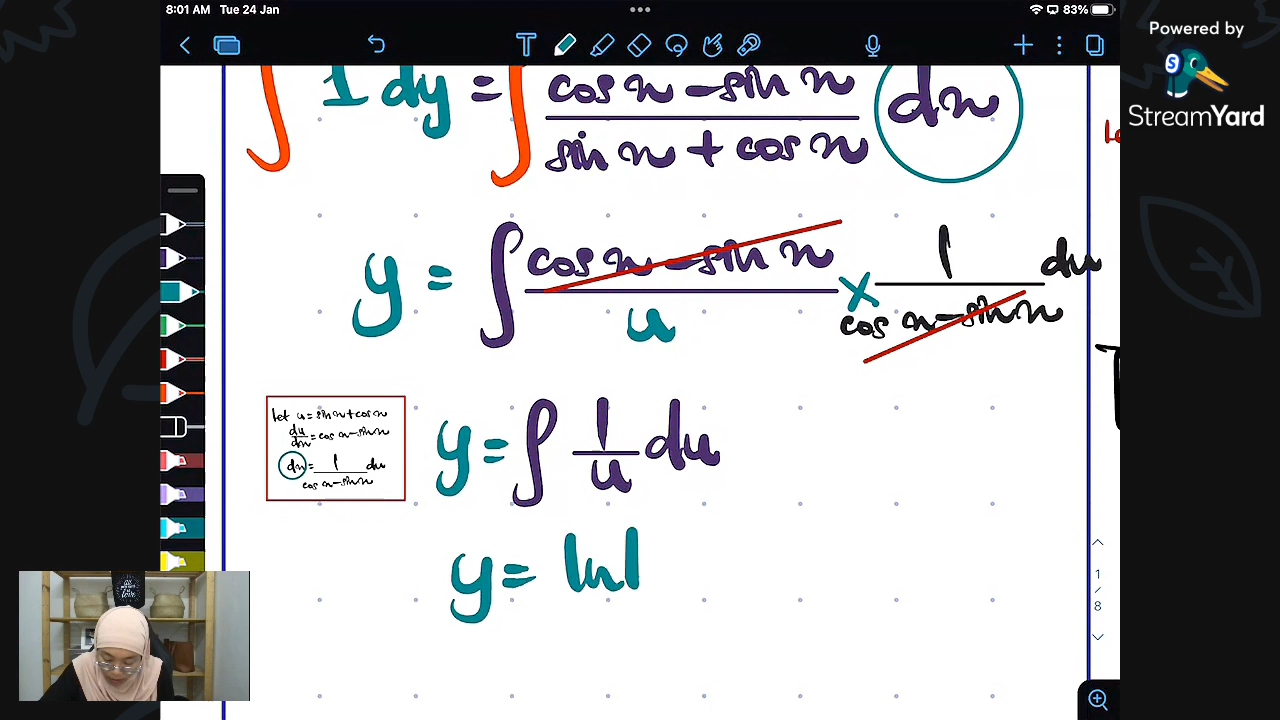 8:01 AM Tue 24 Jan
83%
Powered by
StreamYard
∫ 1 dy = ∫ (cos x - sin x)/(sin x + cos x) dx
y = ∫ (cos x - sin x)/u × 1/(cos x - sin x) du
let u = sin x + cos x
du/dx = cos x - sin x
dx = 1/(cos x - sin x) du
y = ∫ 1/u du
y = ln|
1
/
8